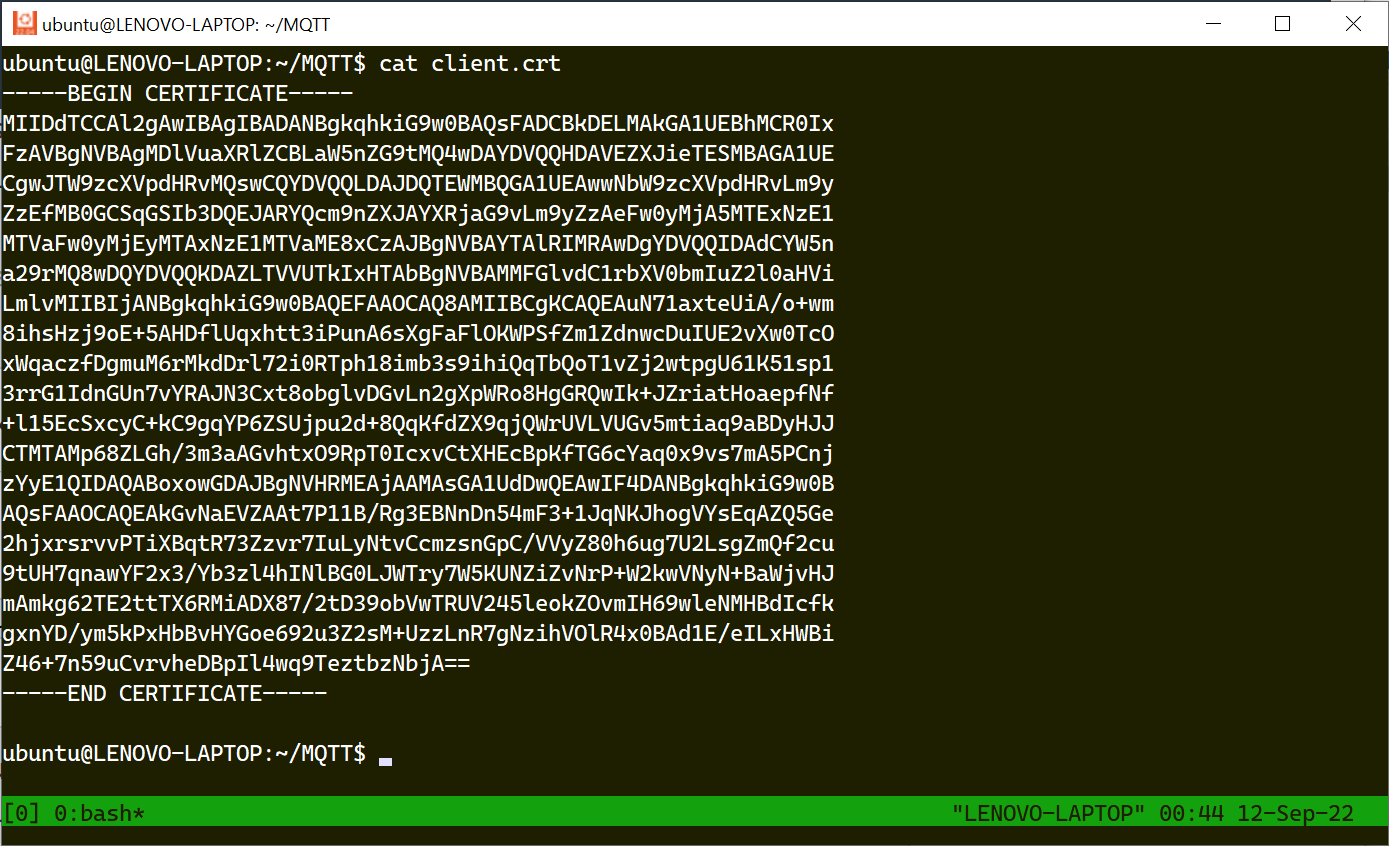 ubuntu@LENOVO-LAPTOP: ~/MQTT
ubuntu@LENOVO-LAPTOP:~/MQTT$ cat client.crt
-----BEGIN CERTIFICATE-----
MIIDdTCCAl2gAwIBAgIBADANBgkqhkiG9w0BAQsFADCBkDELMAkGA1UEBhMCR0Ix
FzAVBgNVBAgMDlVuaXRlZCBLaW5nZG9tMQ4wDAYDVQQHDAVEZXJieTESMBAGA1UE
CgwJTW9zcXVpdHRvMQswCQYDVQQLDAJDQTEWMBQGA1UEAwwNbW9zcXVpdHRvLm9y
ZzEfMB0GCSqGSIb3DQEJARYQcm9nZXJAYXRjaG9vLm9yZzAeFw0yMjA5MTExNzE1
MTVaFw0yMjEyMTAxNzE1MTVaME8xCzAJBgNVBAYTAlRIMRAwDgYDVQQIDAdCYW5n
a29rMQ8wDQYDVQQKDAZLTVVUTkIxHTAbBgNVBAMMFGlvdC1rbXV0bmIuZ2l0aHVi
LmlvMIIBIjANBgkqhkiG9w0BAQEFAAOCAQ8AMIIBCgKCAQEAuN71axteUiA/o+wm
8ihsHzj9oE+5AHDflUqxhtt3iPunA6sXgFaFlOKWPSfZm1ZdnwcDuIUE2vXw0TcO
xWqaczfDgmuM6rMkdDrl72i0RTph18imb3s9ihiQqTbQoT1vZj2wtpgU61K51sp1
3rrG1IdnGUn7vYRAJN3Cxt8obglvDGvLn2gXpWRo8HgGRQwIk+JZriatHoaepfNf
+l15EcSxcyC+kC9gqYP6ZSUjpu2d+8QqKfdZX9qjQWrUVLVUGv5mtiaq9aBDyHJJ
CTMTAMp68ZLGh/3m3aAGvhtxO9RpT0IcxvCtXHEcBpKfTG6cYaq0x9vs7mA5PCnj
zYyE1QIDAQABoxowGDAJBgNVHRMEAjAAMAsGA1UdDwQEAwIF4DANBgkqhkiG9w0B
AQsFAAOCAQEAkGvNaEVZAAt7P11B/Rg3EBNnDn54mF3+1JqNKJhogVYsEqAZQ5Ge
2hjxrsrvvPTiXBqtR73Zzvr7IuLyNtvCcmzsnGpC/VVyZ80h6ug7U2LsgZmQf2cu
9tUH7qnawYF2x3/Yb3zl4hINlBG0LJWTry7W5KUNZiZvNrP+W2kwVNyN+BaWjvHJ
mAmkg62TE2ttTX6RMiADX87/2tD39obVwTRUV245leokZOvmIH69wleNMHBdIcfk
gxnYD/ym5kPxHbBvHYGoe692u3Z2sM+UzzLnR7gNzihVOlR4x0BAd1E/eILxHWBi
Z46+7n59uCvrvheDBpIl4wq9TeztbzNbjA==
-----END CERTIFICATE-----
ubuntu@LENOVO-LAPTOP:~/MQTT$
[0] 0:bash* "LENOVO-LAPTOP" 00:44 12-Sep-22